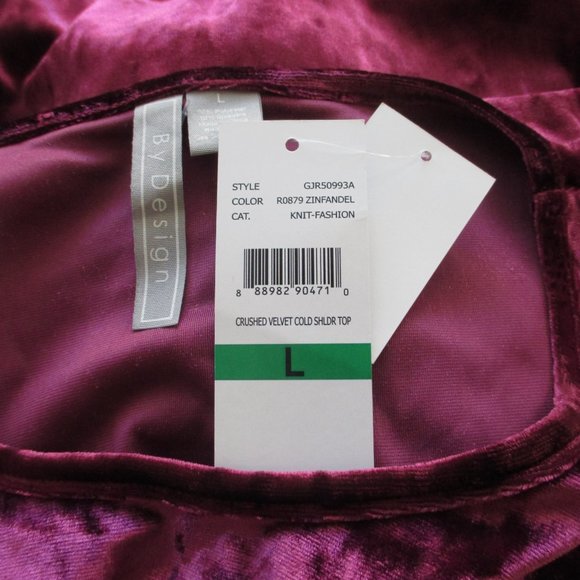 By Design
L
STYLE GJR50993A
COLOR R0879 ZINFANDEL
CAT. KNIT-FASHION
8 88982 90471 0
CRUSHED VELVET COLD SHLDR TOP
L